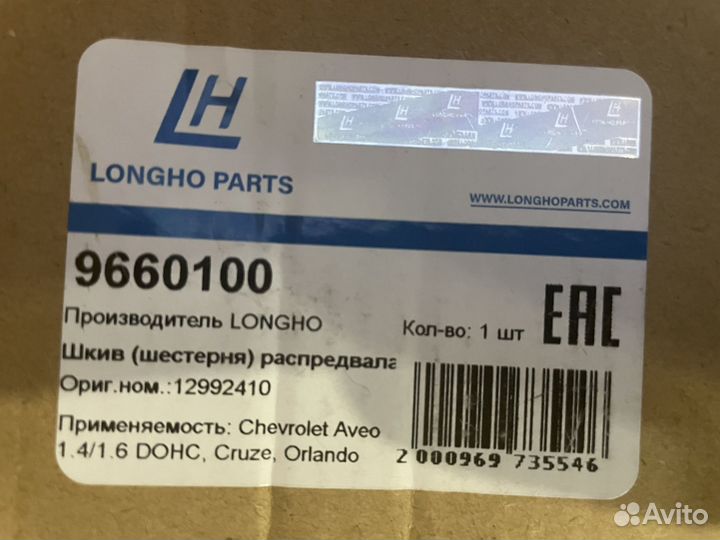 LH
LONGHO PARTS
WWW.LONGHOPARTS.COM
9660100
Производитель LONGHO
Кол-во: 1 шт
EAC
Шкив (шестерня) распредвала
Ориг.ном.:12992410
Применяемость: Chevrolet Aveo
1.4/1.6 DOHC, Cruze, Orlando
2 000969 735546
Avito